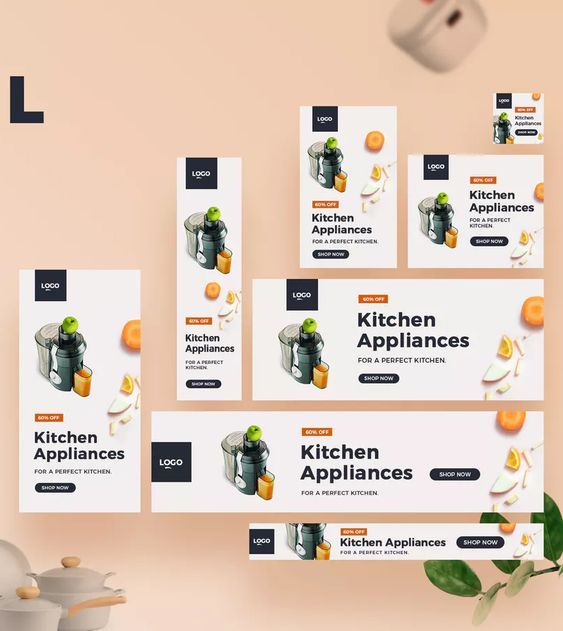 L
LOGO
60% OFF
Kitchen
Appliances
SHOP NOW
LOGO
60% OFF
Kitchen
Appliances
FOR A PERFECT KITCHEN.
SHOP NOW
LOGO
60% OFF
Kitchen
Appliances
FOR A PERFECT
KITCHEN.
SHOP NOW
LOGO
60% OFF
Kitchen
Appliances
FOR A PERFECT
KITCHEN.
SHOP NOW
LOGO
60% OFF
Kitchen
Appliances
FOR A PERFECT KITCHEN.
SHOP NOW
LOGO
60% OFF
Kitchen
Appliances
FOR A PERFECT KITCHEN.
SHOP NOW
LOGO
60% OFF
Kitchen
Appliances
FOR A PERFECT KITCHEN.
SHOP NOW
LOGO
60% OFF
Kitchen Appliances
FOR A PERFECT KITCHEN.
SHOP NOW